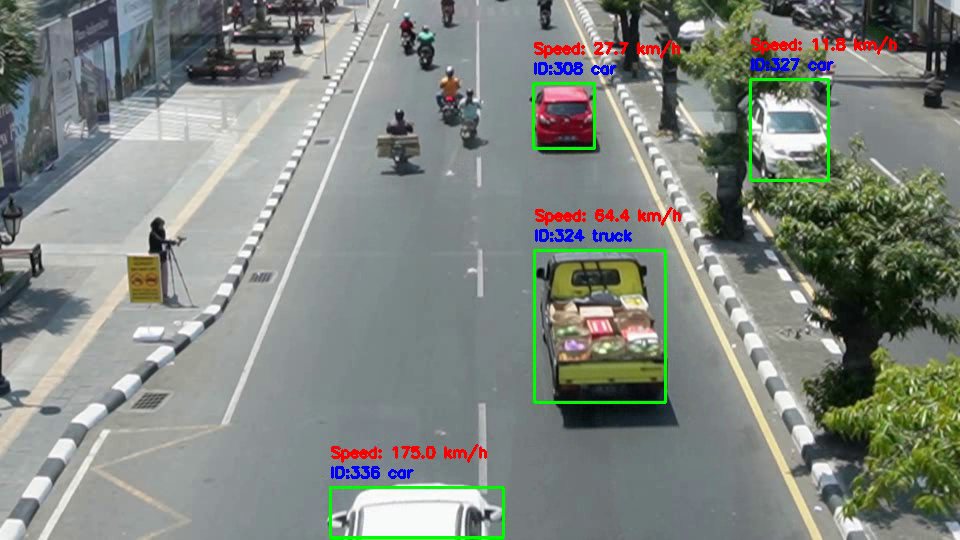 Speed: 27.7 km/h
ID:308 car
Speed: 11.8 km/h
ID:327 car
Speed: 64.4 km/h
ID:324 truck
Speed: 175.0 km/h
ID:336 car